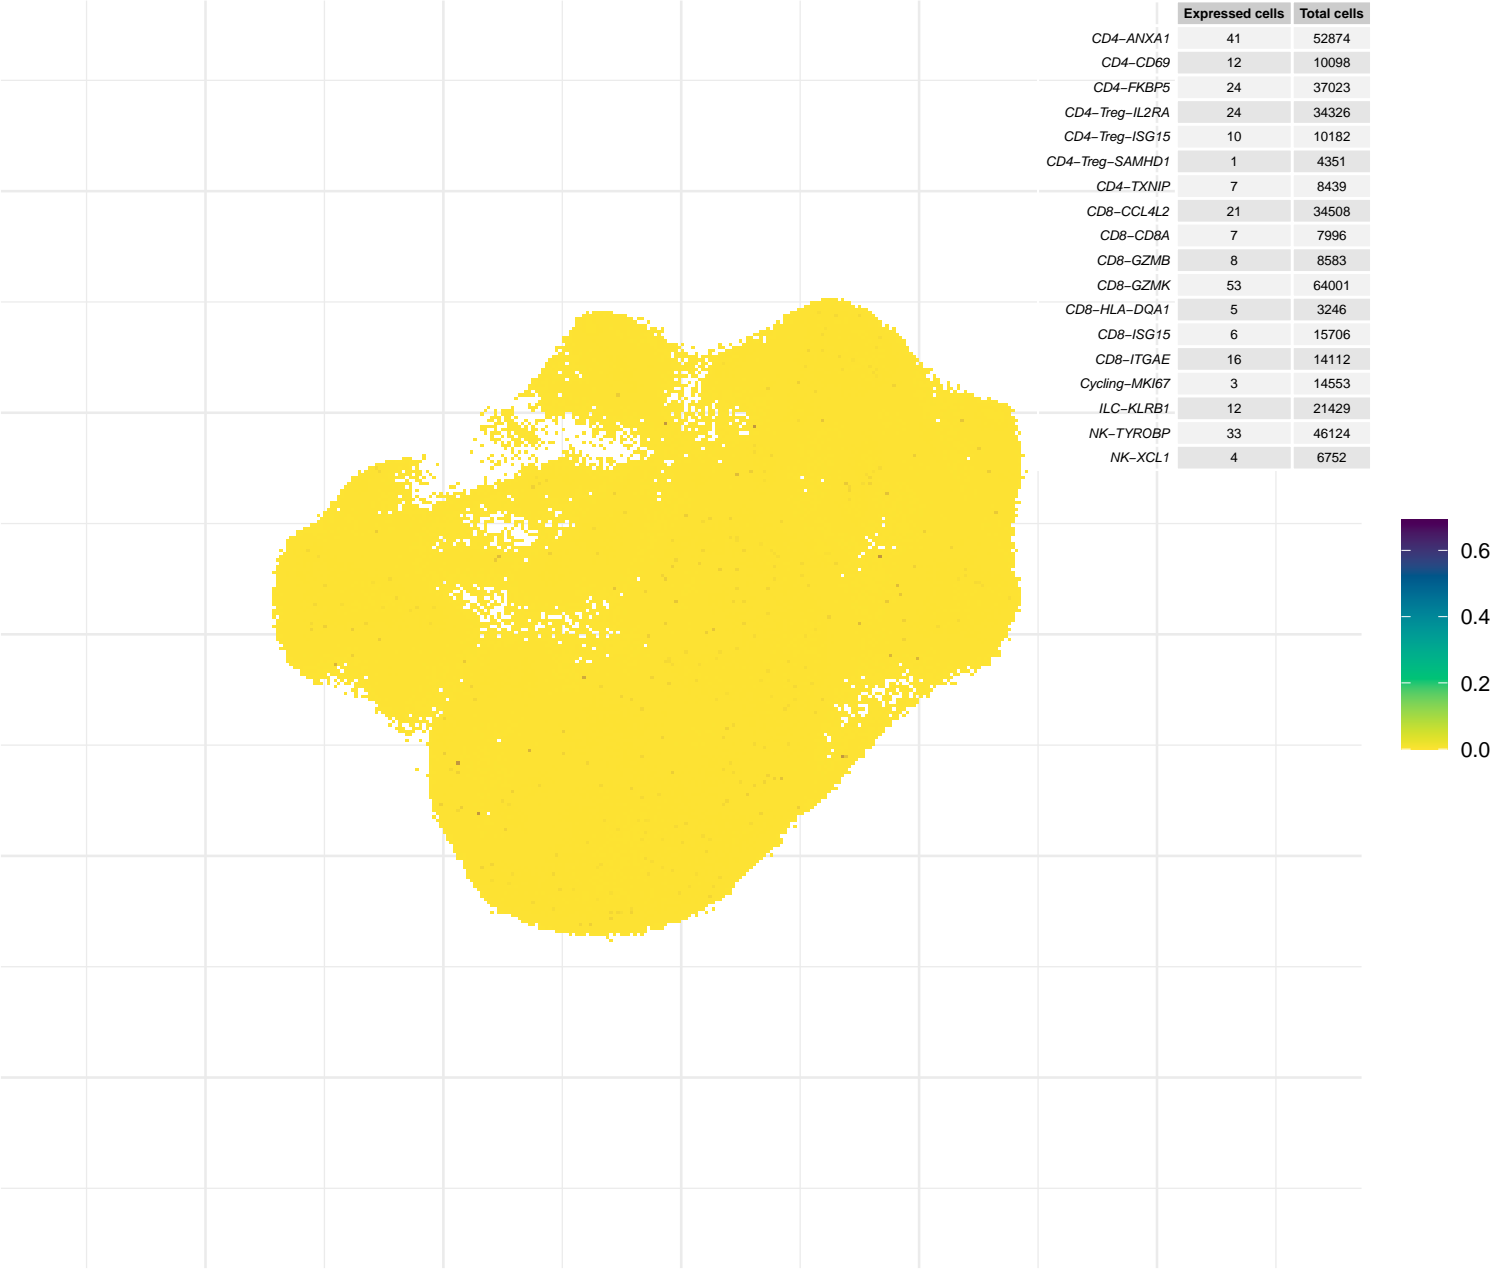 Expressed cells Total cells
CD4−ANXA1 41 52874
CD4−CD69 12 10098
CD4−FKBP5 24 37023
CD4−Treg−IL2RA 24 34326
CD4−Treg−ISG15 10 10182
CD4−Treg−SAMHD1 1 4351
CD4−TXNIP 7 8439
CD8−CCL4L2 21 34508
CD8−CD8A 7 7996
CD8−GZMB 8 8583
CD8−GZMK 53 64001
CD8−HLA−DQA1 5 3246
CD8−ISG15 6 15706
CD8−ITGAE 16 14112
Cycling−MKI67 3 14553
ILC−KLRB1 12 21429
NK−TYROBP 33 46124
NK−XCL1 4 6752
0.6
0.4
0.2
0.0